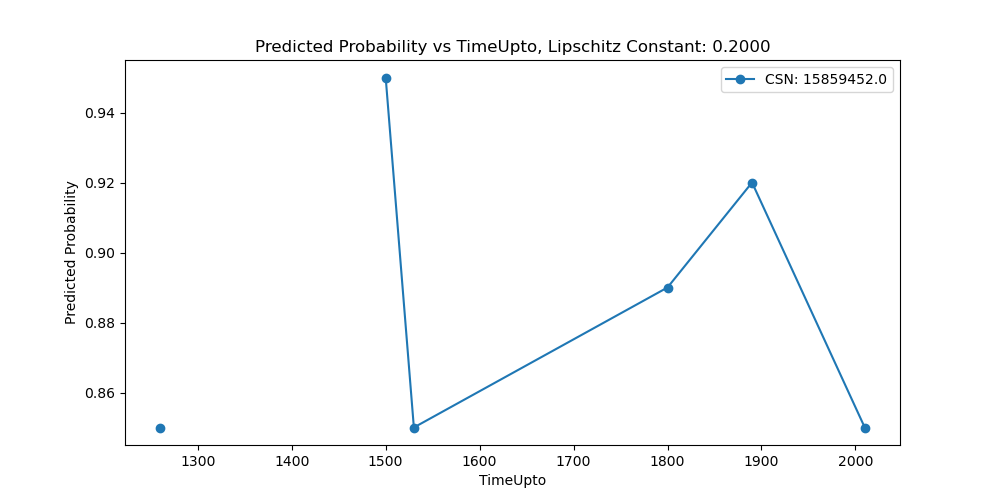 Predicted Probability vs TimeUpto, Lipschitz Constant: 0.2000
CSN: 15859452.0
Predicted Probability
0.94
0.92
0.90
0.88
0.86
1300 1400 1500 1600 1700 1800 1900 2000
TimeUpto